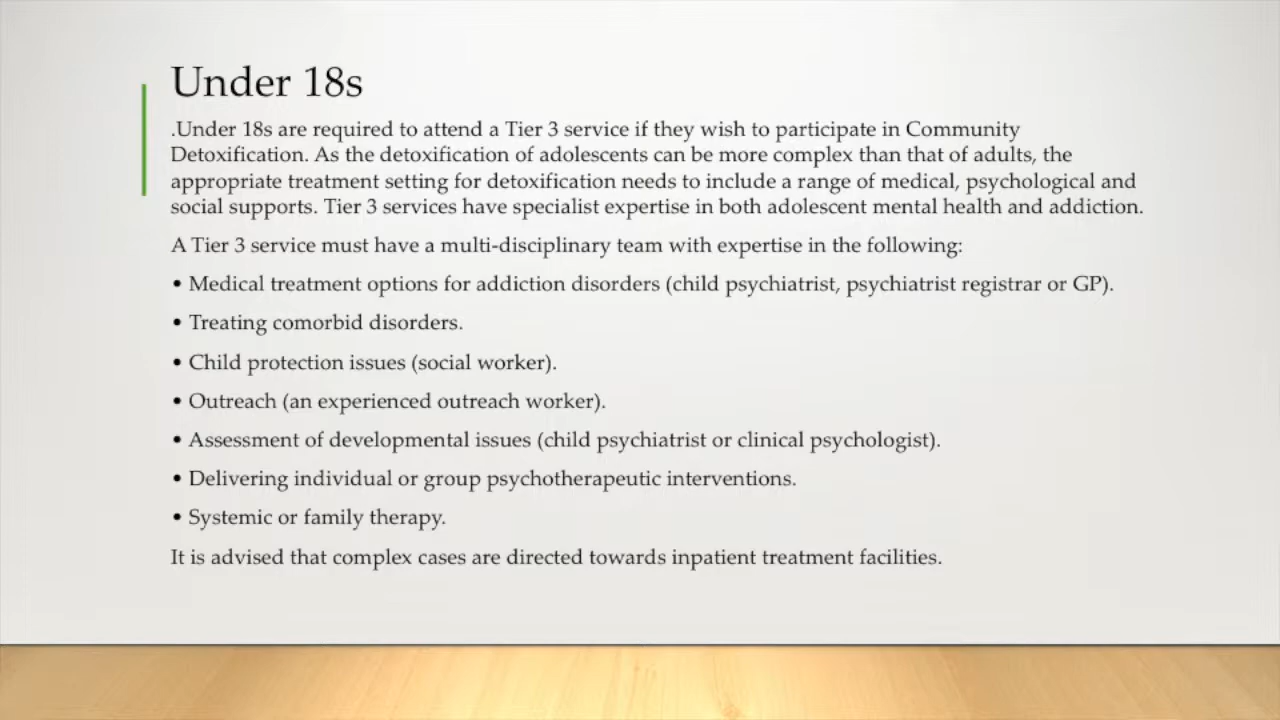 Under 18s
.Under 18s are required to attend a Tier 3 service if they wish to participate in Community
Detoxification. As the detoxification of adolescents can be more complex than that of adults, the
appropriate treatment setting for detoxification needs to include a range of medical, psychological and
social supports. Tier 3 services have specialist expertise in both adolescent mental health and addiction.
A Tier 3 service must have a multi-disciplinary team with expertise in the following:
• Medical treatment options for addiction disorders (child psychiatrist, psychiatrist registrar or GP).
• Treating comorbid disorders.
• Child protection issues (social worker).
• Outreach (an experienced outreach worker).
• Assessment of developmental issues (child psychiatrist or clinical psychologist).
• Delivering individual or group psychotherapeutic interventions.
• Systemic or family therapy.
It is advised that complex cases are directed towards inpatient treatment facilities.